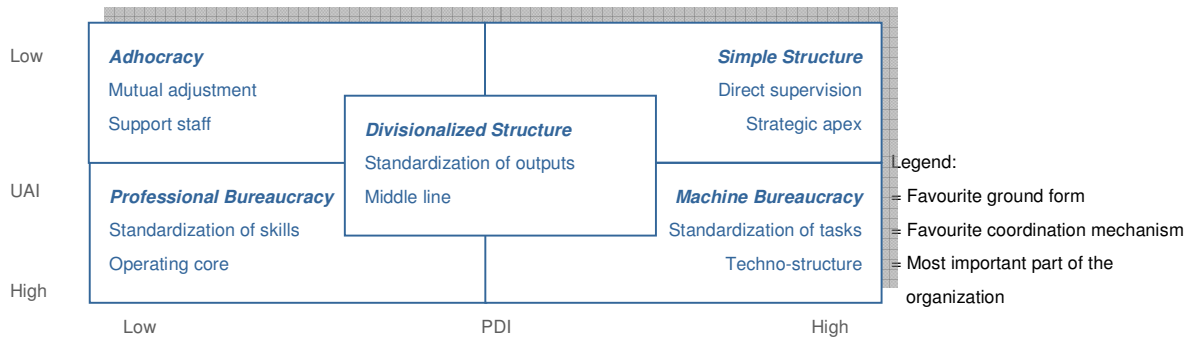 Low
Adhocracy
Mutual adjustment
Support staff
Simple Structure
Direct supervision
Strategic apex
Divisionalized Structure
Standardization of outputs
Middle line
UAI
Professional Bureaucracy
Standardization of skills
Operating core
Machine Bureaucracy
Standardization of tasks
Techno-structure
High
Legend:
= Favourite ground form
= Favourite coordination mechanism
= Most important part of the
organization
Low
PDI
High